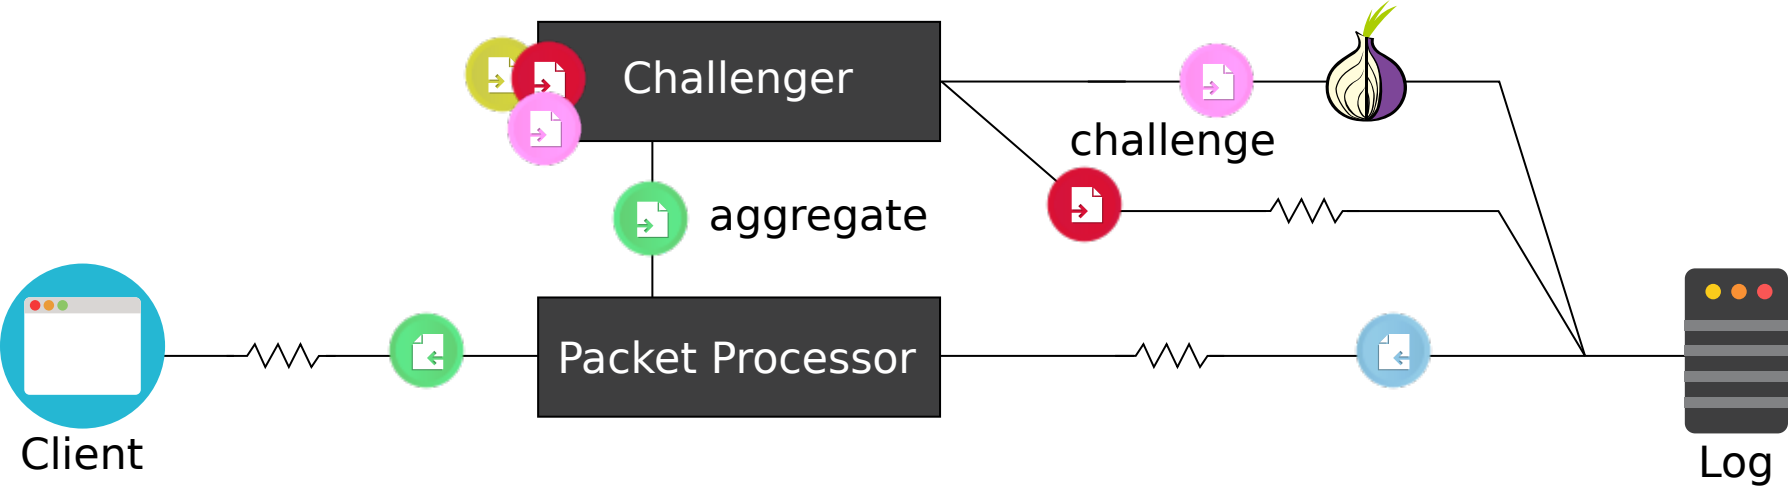 Challenger
challenge
aggregate
Packet Processor
Client
Log